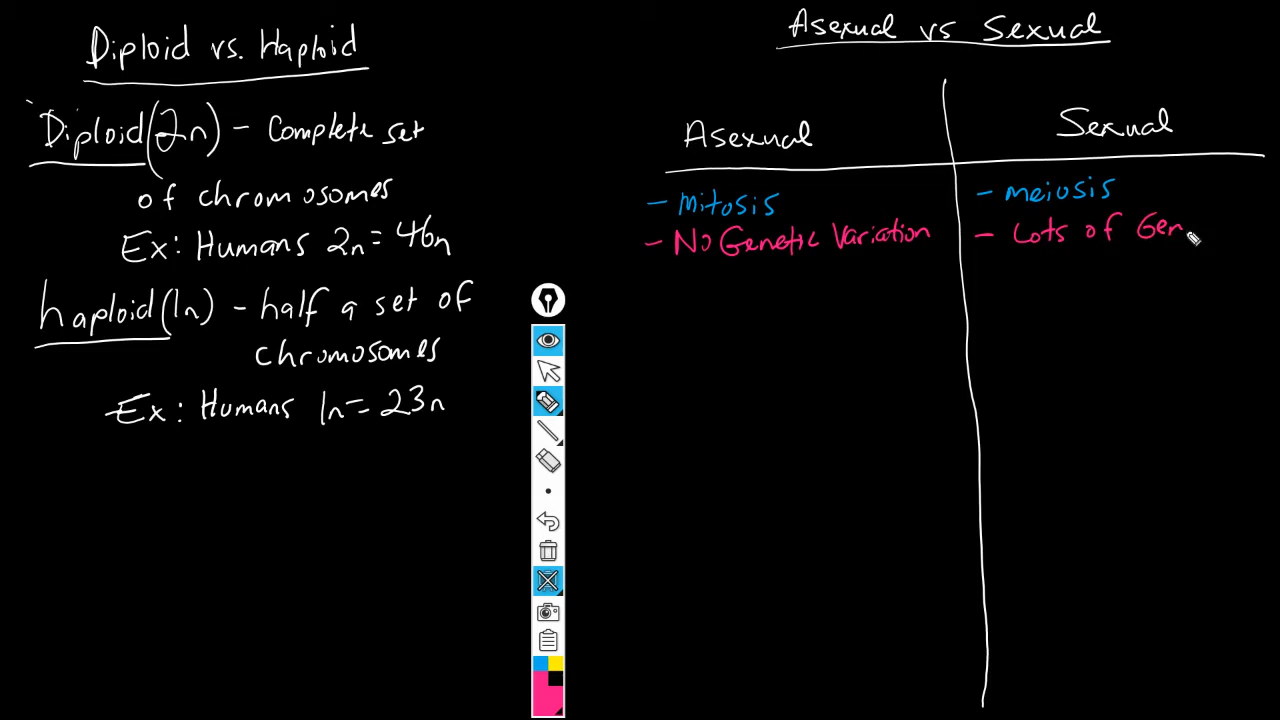 Diploid vs. Haploid
Diploid (2n) - Complete set
of chromosomes
Ex: Humans 2n = 46n
haploid (1n) - half a set of
chromosomes
Ex: Humans 1n = 23n
Asexual vs Sexual
Asexual
- Mitosis
- No Genetic Variation
Sexual
- meiosis
- Lots of Gen